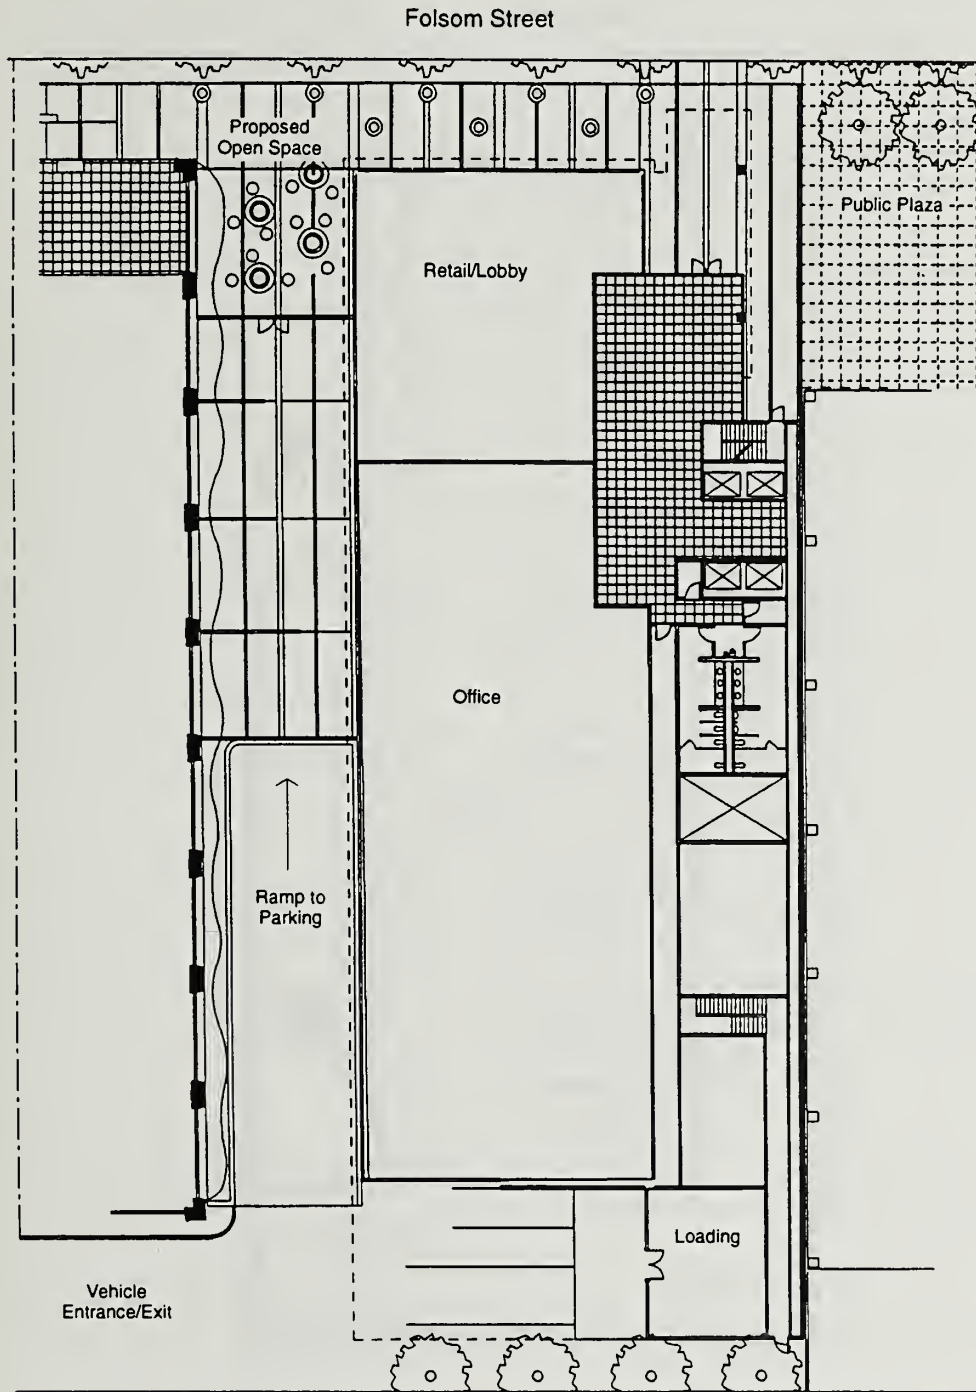 Folsom Street
Proposed
Open Space
Public Plaza
Retail/Lobby
Office
Ramp to
Parking
Loading
Vehicle
Entrance/Exit